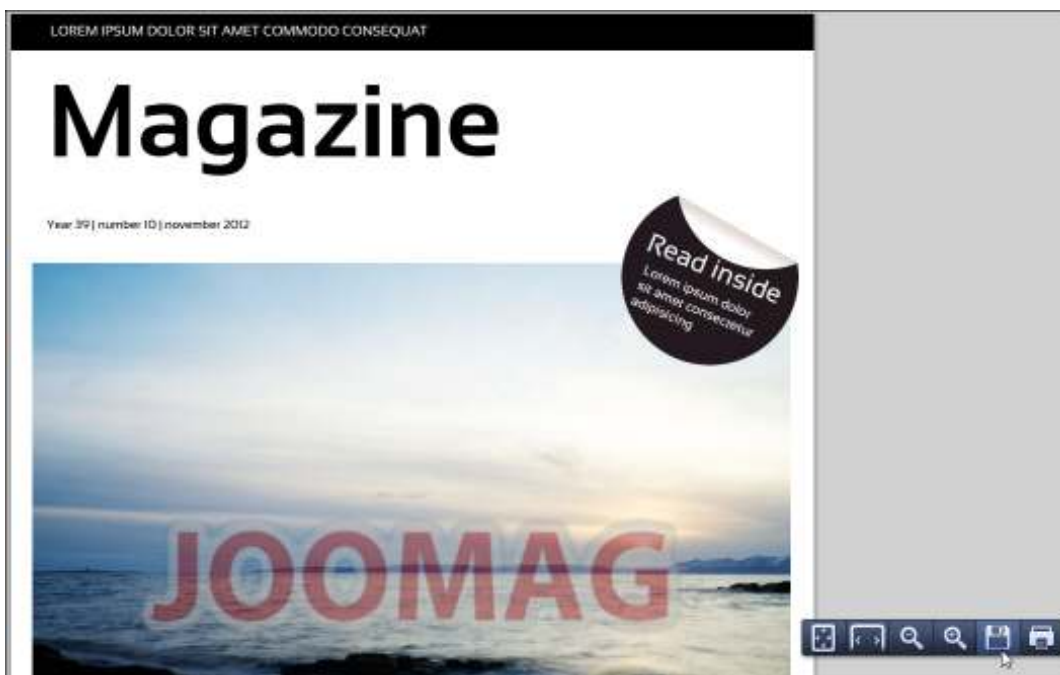 LOREM IPSUM DOLOR SIT AMET COMMODO CONSEQUAT
Magazine
Year 39 | number 10 | november 2012
Read inside
Lorem ipsum dolor
sit amet consectetur
adipisicing
JOOMAG